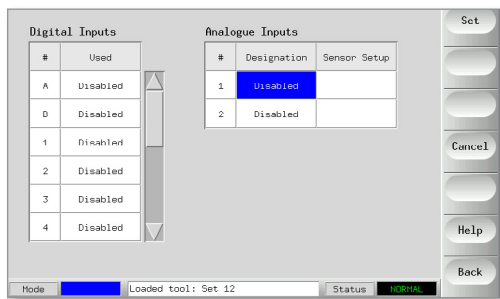 Digital Inputs
# Used
A Disabled
B Disabled
1 Disabled
2 Disabled
3 Disabled
4 Disabled
Analogue Inputs
# Designation Sensor Setup
1 Disabled
2 Disabled
Set
Cancel
Help
Back
Mode
Loaded tool: Set 12
Status
NORMAL